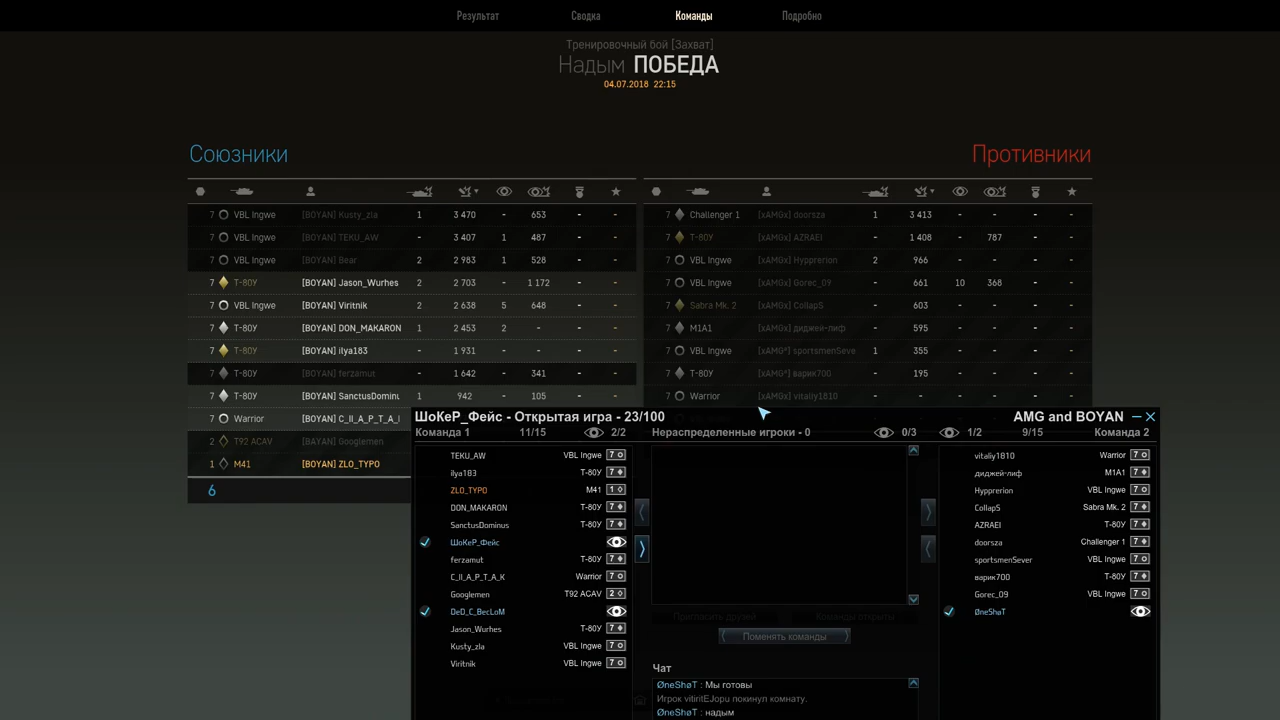 Результат Сводка Команды Подробно
Тренировочный бой [Захват]
Надым ПОБЕДА
04.07.2018 22:15
Союзники
Противники
7 VBL Ingwe [BOYAN] Kusty_zla 1 3 470 - 653 - -
7 VBL Ingwe [BOYAN] TEKU_AW - 3 407 1 487 - -
7 VBL Ingwe [BOYAN] Bear 2 2 983 1 528 - -
7 Т-80У [BOYAN] Jason_Wurhes 2 2 703 - 1 172 - -
7 VBL Ingwe [BOYAN] Viritnik 2 2 638 5 648 - -
7 Т-80У [BOYAN] DON_MAKARON 1 2 453 2 - - -
7 Т-80У [BOYAN] ilya183 - 1 931 - - - -
7 Т-80У [BOYAN] ferzamut - 1 642 - 341 - -
7 Т-80У [BOYAN] SanctusDominu 1 942 - 105 - -
7 Warrior [BOYAN] C_II_A_P_T_A_
2 T92 ACAV [BAYAN] Googlemen
1 M41 [BOYAN] ZLO_TYPO
6
7 Challenger 1 [xAMGx] doorsza 1 3 413 - - - -
7 Т-80У [xAMGx] AZRAEI - 1 408 - 787 - -
7 VBL Ingwe [xAMGx] Hypprerion 2 966 - - - -
7 VBL Ingwe [xAMGx] Gorec_09 - 661 10 368 - -
7 Sabra Mk. 2 [xAMGx] CollapS - 603 - - - -
7 M1A1 [xAMGx] диджей-лиф - 595 - - - -
7 VBL Ingwe [xAMG*] sportsmenSeve 1 355 - - - -
7 Т-80У [xAMG*] варик700 - 195 - - - -
7 Warrior [xAMGx] vitaliy1810 - - - - - -
ШоКеР_Фейс - Открытая игра - 23/100
AMG and BOYAN
Команда 1 11/15 2/2
Нераспределенные игроки - 0 0/3
1/2 9/15 Команда 2
TEKU_AW VBL Ingwe 7
ilya183 Т-80У 7
ZLO_TYPO M41 1
DON_MAKARON Т-80У 7
SanctusDominus Т-80У 7
ШоКеР_Фейс
ferzamut Т-80У 7
C_II_A_P_T_A_K Warrior 7
Googlemen T92 ACAV 2
DeD_C_BecLoM
Jason_Wurhes Т-80У 7
Kusty_zla VBL Ingwe 7
Viritnik VBL Ingwe 7
vitaliy1810 Warrior 7
диджей-лиф M1A1 7
Hypprerion VBL Ingwe 7
CollapS Sabra Mk. 2 7
AZRAEI Т-80У 7
doorsza Challenger 1 7
sportsmenSever VBL Ingwe 7
варик700 Т-80У 7
Gorec_09 VBL Ingwe 7
ØneShøT
Пригласить друзей Команды открыты
Поменять команды
Чат
ØneShøT : Мы готовы
Игрок vitiritEJopu покинул комнату.
ØneShøT : надым